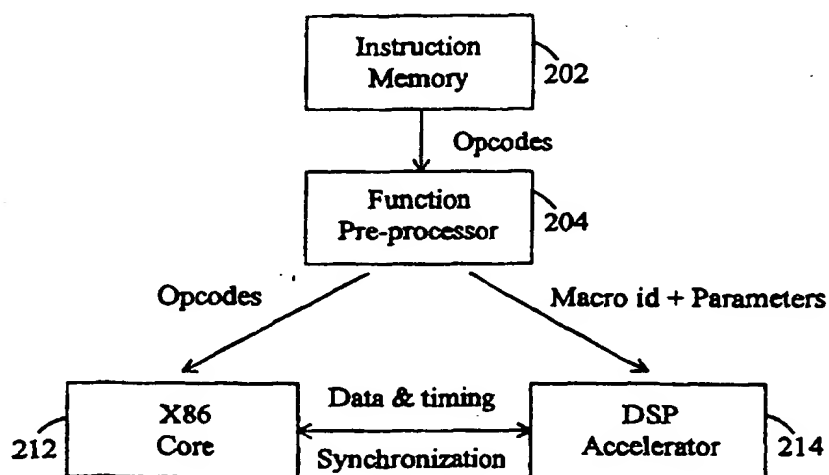 Instruction
Memory
202
Opcodes
Function
Pre-processor
204
Opcodes
Macro id + Parameters
X86
Core
212
Data & timing
Synchronization
DSP
Accelerator
214